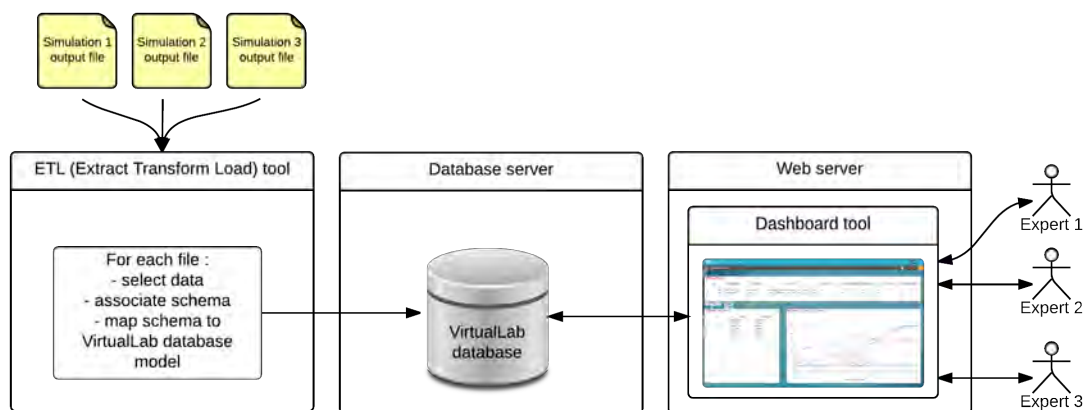 Simulation 1
output file
Simulation 2
output file
Simulation 3
output file
ETL (Extract Transform Load) tool
For each file :
- select data
- associate schema
- map schema to
VirtualLab database
model
Database server
VirtualLab
database
Web server
Dashboard tool
Expert 1
Expert 2
Expert 3